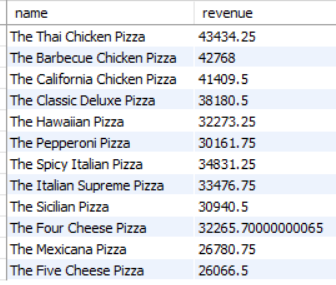 name revenue
The Thai Chicken Pizza 43434.25
The Barbecue Chicken Pizza 42768
The California Chicken Pizza 41409.5
The Classic Deluxe Pizza 38180.5
The Hawaiian Pizza 32273.25
The Pepperoni Pizza 30161.75
The Spicy Italian Pizza 34831.25
The Italian Supreme Pizza 33476.75
The Sicilian Pizza 30940.5
The Four Cheese Pizza 32265.70000000065
The Mexicana Pizza 26780.75
The Five Cheese Pizza 26066.5